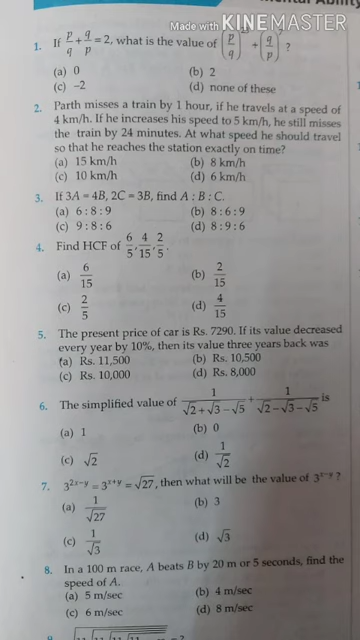 Mental Ability
Made with KINEMASTER
1. If p/q + q/p = 2, what is the value of (p/q) + (q/p) ?
(a) 0 (b) 2
(c) −2 (d) none of these
2. Parth misses a train by 1 hour, if he travels at a speed of
4 km/h. If he increases his speed to 5 km/h, he still misses
the train by 24 minutes. At what speed he should travel
so that he reaches the station exactly on time?
(a) 15 km/h (b) 8 km/h
(c) 10 km/h (d) 6 km/h
3. If 3A = 4B, 2C = 3B, find A : B : C.
(a) 6 : 8 : 9 (b) 8 : 6 : 9
(c) 9 : 8 : 6 (d) 8 : 9 : 6
4. Find HCF of 6/5, 4/15, 2/5.
(a) 6/15 (b) 2/15
(c) 2/5 (d) 4/15
5. The present price of car is Rs. 7290. If its value decreased
every year by 10%, then its value three years back was
(a) Rs. 11,500 (b) Rs. 10,500
(c) Rs. 10,000 (d) Rs. 8,000
6. The simplified value of 1/(√2+√3−√5) + 1/(√2−√3−√5) is
(a) 1 (b) 0
(c) √2 (d) 1/√2
7. 3^(2x−y) = 3^(x+y) = √27, then what will be the value of 3^(x−y) ?
(a) 1/√27 (b) 3
(c) 1/√3 (d) √3
8. In a 100 m race, A beats B by 20 m or 5 seconds, find the
speed of A.
(a) 5 m/sec (b) 4 m/sec
(c) 6 m/sec (d) 8 m/sec